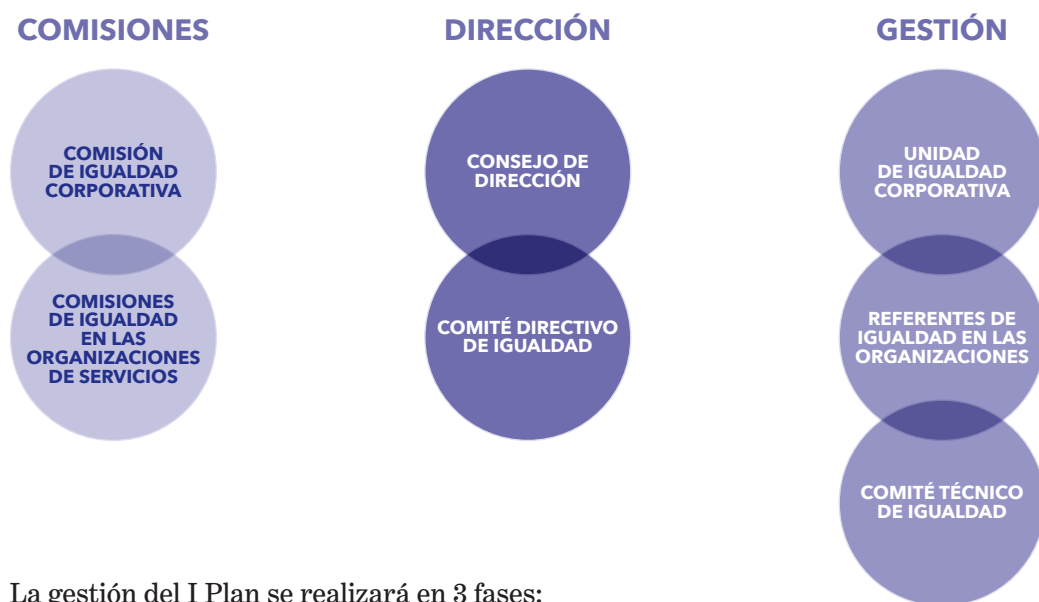 COMISIONES
COMISIÓN
DE IGUALDAD
CORPORATIVA
COMISIONES
DE IGUALDAD
EN LAS
ORGANIZACIONES
DE SERVICIOS
DIRECCIÓN
CONSEJO DE
DIRECCIÓN
COMITÉ DIRECTIVO
DE IGUALDAD
GESTIÓN
UNIDAD
DE IGUALDAD
CORPORATIVA
REFERENTES DE
IGUALDAD EN LAS
ORGANIZACIONES
COMITÉ TÉCNICO
DE IGUALDAD
La gestión del I Plan se realizará en 3 fases: